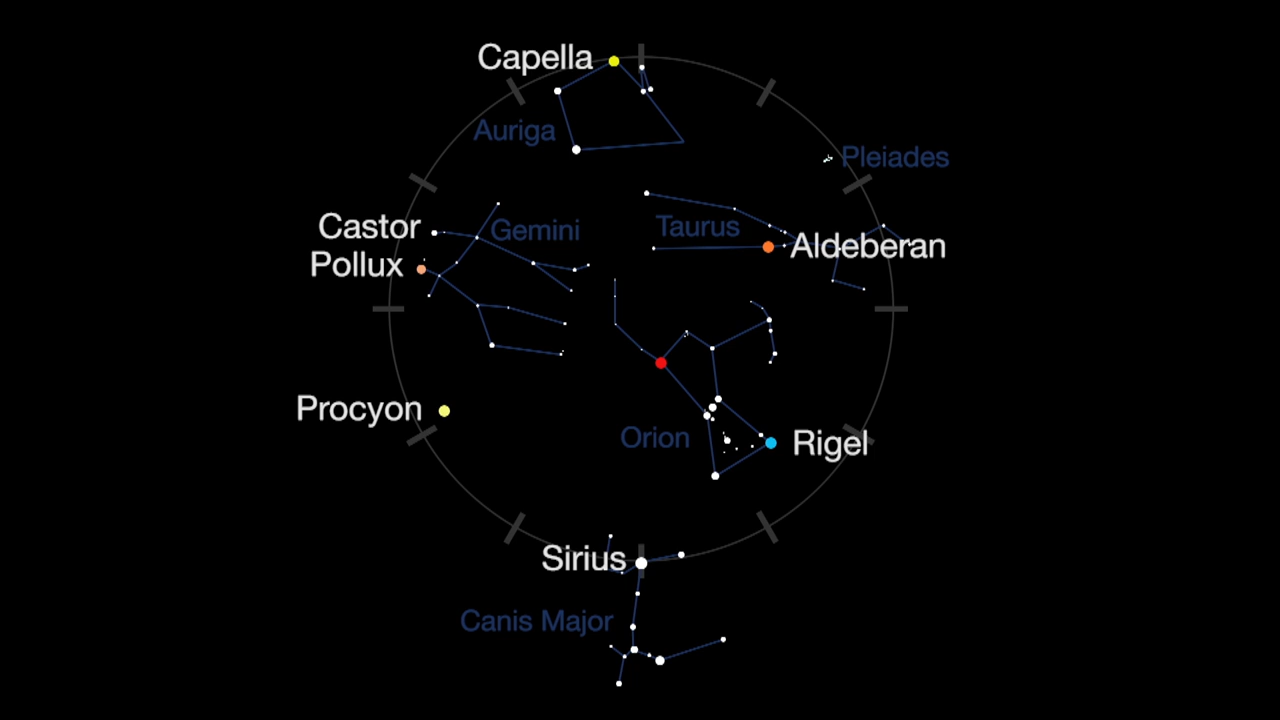 Capella
Auriga
Pleiades
Castor
Gemini
Taurus
Aldeberan
Pollux
Procyon
Orion
Rigel
Sirius
Canis Major